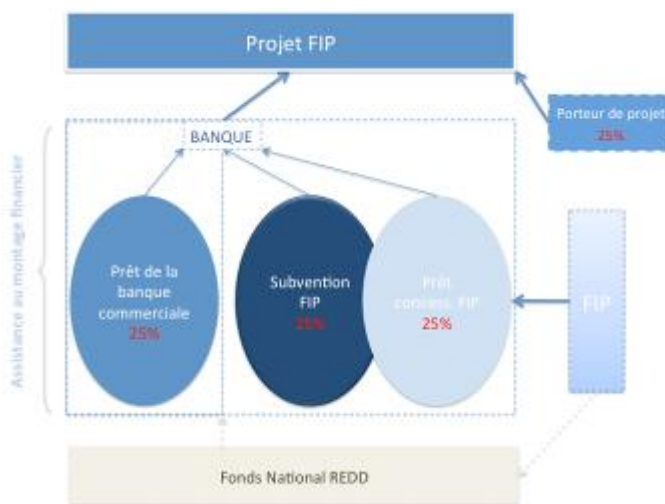 Projet FIP
Porteur de projet
25%
BANQUE
Assistance au montage financier
Prêt de la
banque
commerciale
25%
Subvention
FIP
25%
Prêt
concess. FIP
25%
FIP
Fonds National REDD